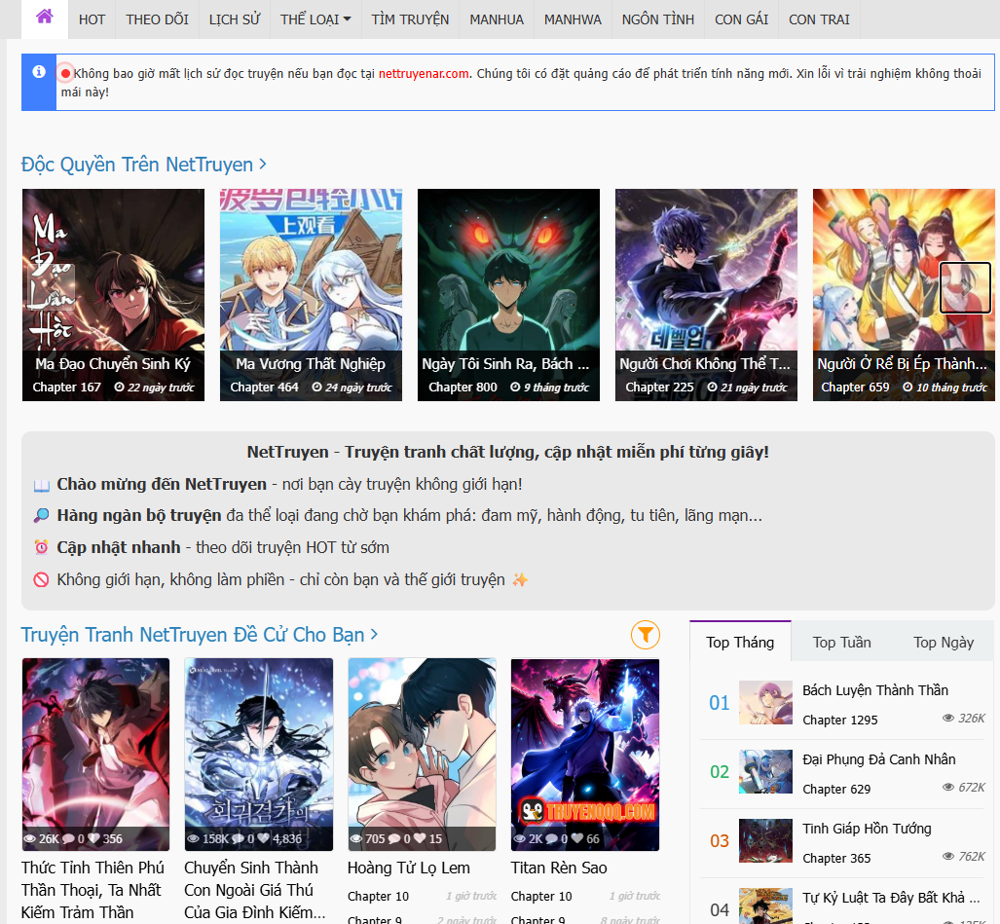 HOT THEO DÕI LỊCH SỬ THỂ LOẠI TÌM TRUYỆN MANHUA MANHWA NGÔN TÌNH CON GÁI CON TRAI
Không bao giờ mất lịch sử đọc truyện nếu bạn đọc tại nettruyenar.com. Chúng tôi có đặt quảng cáo để phát triển tính năng mới. Xin lỗi vì trải nghiệm không thoải
mái này!
Độc Quyền Trên NetTruyen
Ma
Đạo
Lân
Hốt
上观看
데벨업
Ma Đạo Chuyển Sinh Ký
Chapter 167 22 ngày trước
Ma Vương Thất Nghiệp
Chapter 464 24 ngày trước
Ngày Tôi Sinh Ra, Bách ...
Chapter 800 9 tháng trước
Người Chơi Không Thể T...
Chapter 225 21 ngày trước
Người Ở Rể Bị Ép Thành...
Chapter 659 10 tháng trước
NetTruyen - Truyện tranh chất lượng, cập nhật miễn phí từng giây!
📖 Chào mừng đến NetTruyen - nơi bạn cày truyện không giới hạn!
🔎 Hàng ngàn bộ truyện đa thể loại đang chờ bạn khám phá: đam mỹ, hành động, tu tiên, lãng mạn...
⏰ Cập nhật nhanh - theo dõi truyện HOT từ sớm
🚫 Không giới hạn, không làm phiền - chỉ còn bạn và thế giới truyện ✨
Truyện Tranh NetTruyen Đề Cử Cho Bạn
회귀검가의
TRUYENQQQ.COM
26K 0 356
Thức Tỉnh Thiên Phú
Thần Thoại, Ta Nhất
Kiếm Trảm Thần
158K 0 4,836
Chuyển Sinh Thành
Con Ngoài Giá Thú
Của Gia Đình Kiếm...
705 0 15
Hoàng Tử Lọ Lem
Chapter 10 1 giờ trước
Chapter 9 2 ngày trước
2K 0 66
Titan Rèn Sao
Chapter 10 1 giờ trước
Chapter 9 8 ngày trước
Top Tháng Top Tuần Top Ngày
01 Bách Luyện Thành Thần
Chapter 1295 326K
02 Đại Phụng Đả Canh Nhân
Chapter 629 672K
03 Tinh Giáp Hồn Tướng
Chapter 365 762K
04 Tự Kỷ Luật Ta Đây Bất Khả ...